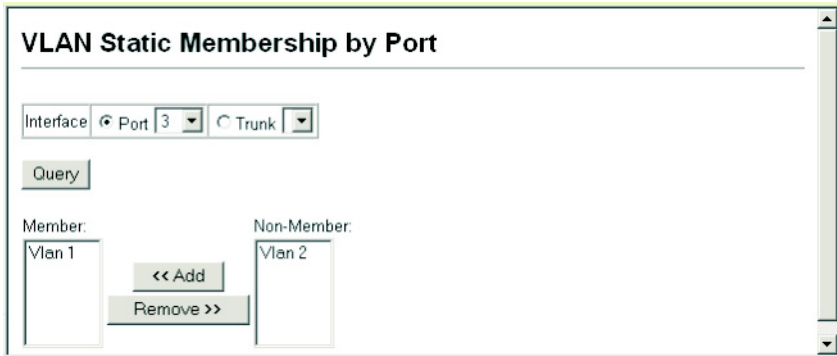 VLAN Static Membership by Port
Interface Port 3 Trunk
Query
Member: Non-Member:
Vlan 1 Vlan 2
<< Add
Remove >>